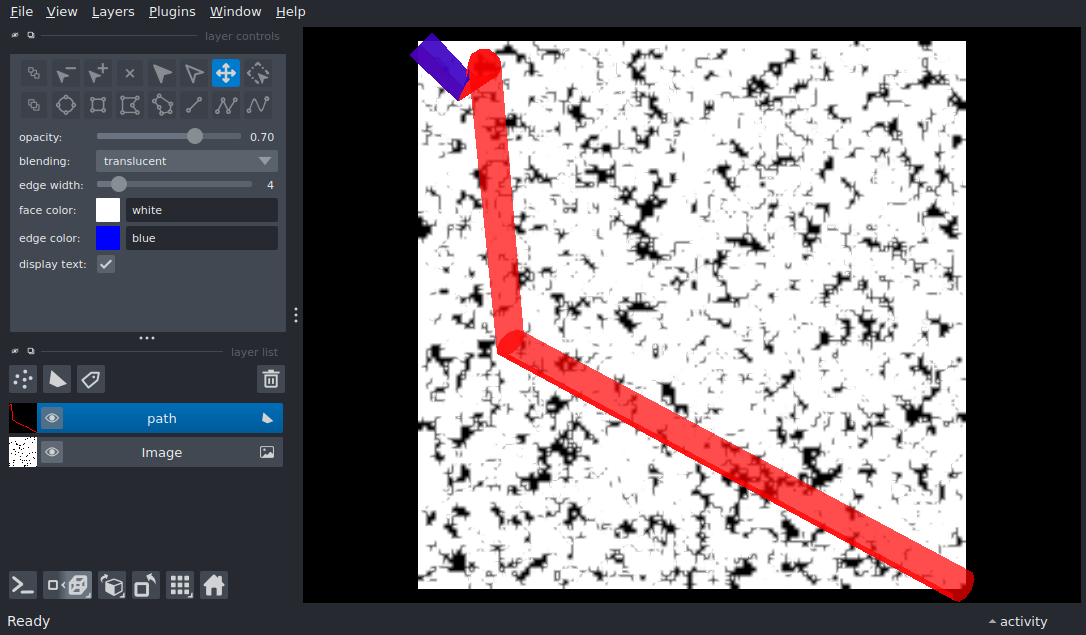 File View Layers Plugins Window Help
layer controls
opacity: 0.70
blending: translucent
edge width: 4
face color: white
edge color: blue
display text:
layer list
path
Image
Ready
activity